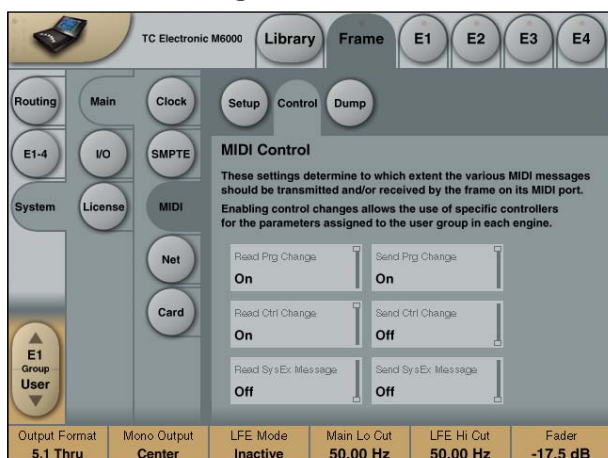 TC Electronic M6000
Library
Frame
E1
E2
E3
E4
Routing
Main
Clock
Setup
Control
Dump
E1-4
I/O
SMPTE
System
License
MIDI
Net
Card
MIDI Control
These settings determine to which extent the various MIDI messages
should be transmitted and/or received by the frame on its MIDI port.
Enabling control changes allows the use of specific controllers
for the parameters assigned to the user group in each engine.
Read Prg Change
On
Send Prg Change
On
Read Ctrl Change
On
Send Ctrl Change
Off
Read SysEx Message
Off
Send SysEx Message
Off
E1
Group
User
Output Format
5.1 Thru
Mono Output
Center
LFE Mode
Inactive
Main Lo Cut
50.00 Hz
LFE Hi Cut
50.00 Hz
Fader
-17.5 dB